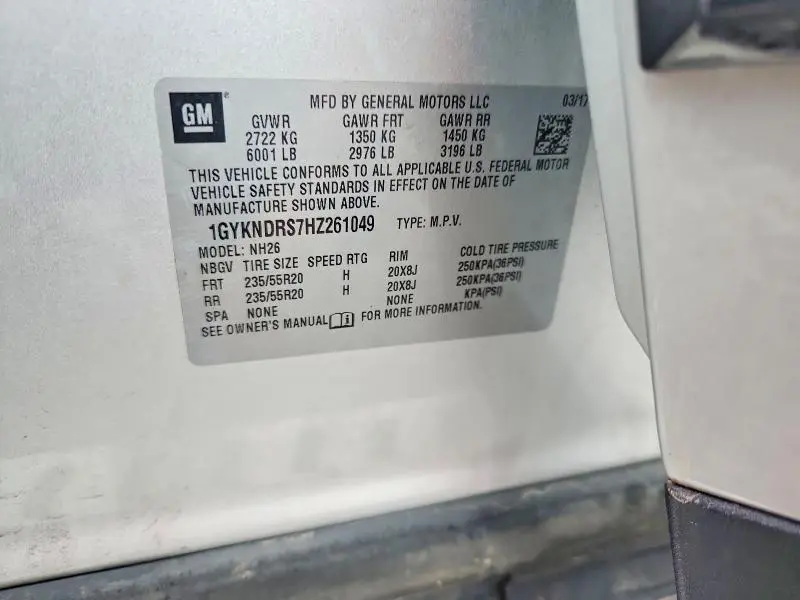 GM
MFD BY GENERAL MOTORS LLC 03/17
GVWR GAWR FRT GAWR RR
2722 KG 1350 KG 1450 KG
6001 LB 2976 LB 3196 LB
THIS VEHICLE CONFORMS TO ALL APPLICABLE U.S. FEDERAL MOTOR
VEHICLE SAFETY STANDARDS IN EFFECT ON THE DATE OF
MANUFACTURE SHOWN ABOVE.
1GYKNDRS7HZ261049 TYPE: M.P.V.
MODEL: NH26
NBGV TIRE SIZE SPEED RTG RIM COLD TIRE PRESSURE
FRT 235/55R20 H 20X8J 250KPA(36PSI)
RR 235/55R20 H 20X8J 250KPA(36PSI)
SPA NONE NONE KPA(PSI)
SEE OWNER'S MANUAL FOR MORE INFORMATION.